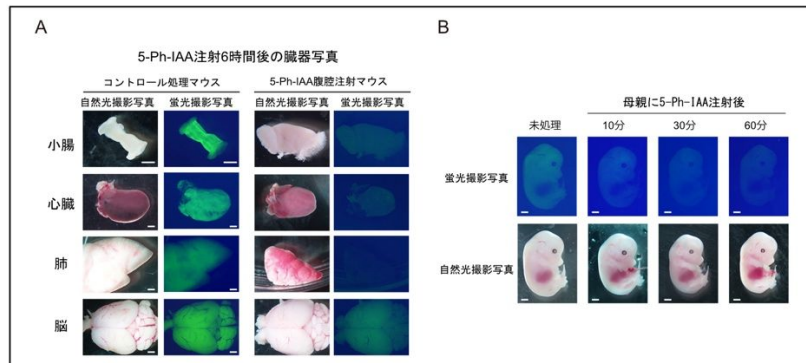 A
5-Ph-IAA注射6時間後の臓器写真
コントロール処理マウス 5-Ph-IAA腹腔注射マウス
自然光撮影写真 蛍光撮影写真 自然光撮影写真 蛍光撮影写真
小腸
心臓
肺
脳
B
母親に5-Ph-IAA注射後
未処理 10分 30分 60分
蛍光撮影写真
自然光撮影写真